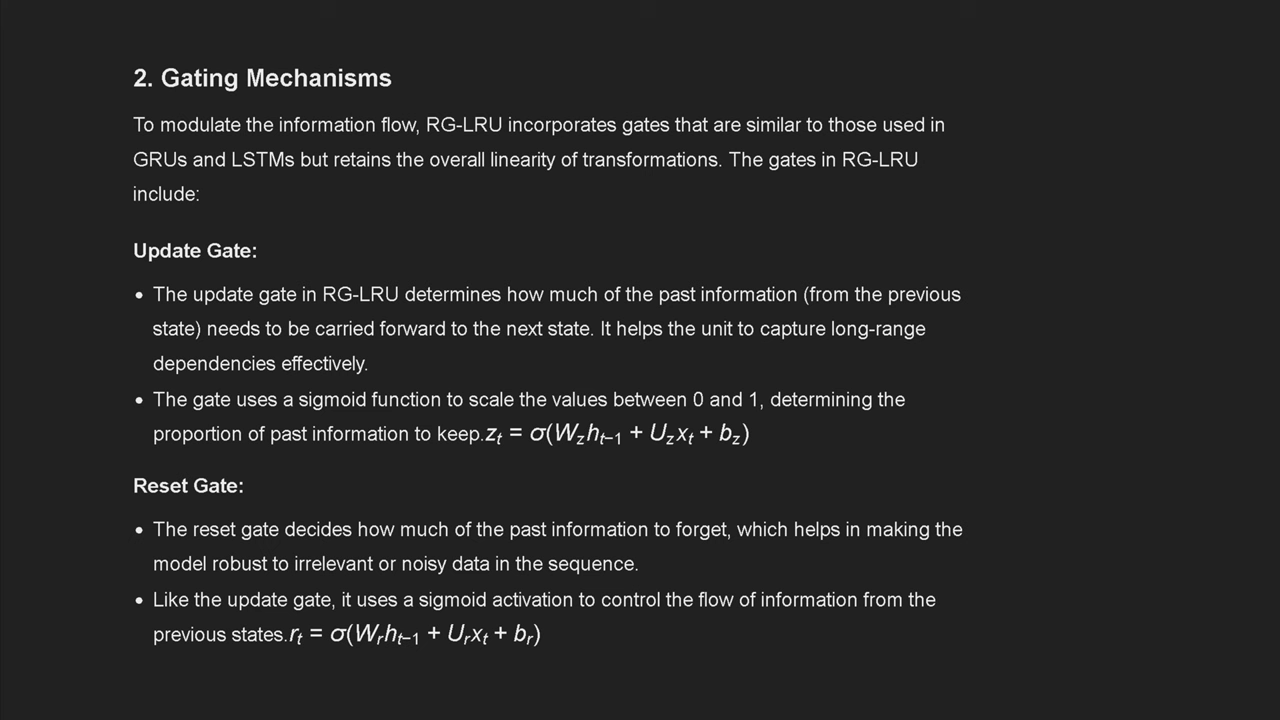 2. Gating Mechanisms
To modulate the information flow, RG-LRU incorporates gates that are similar to those used in
GRUs and LSTMs but retains the overall linearity of transformations. The gates in RG-LRU
include:
Update Gate:
• The update gate in RG-LRU determines how much of the past information (from the previous
state) needs to be carried forward to the next state. It helps the unit to capture long-range
dependencies effectively.
• The gate uses a sigmoid function to scale the values between 0 and 1, determining the
proportion of past information to keep.z_t = σ(W_z h_{t−1} + U_z x_t + b_z)
Reset Gate:
• The reset gate decides how much of the past information to forget, which helps in making the
model robust to irrelevant or noisy data in the sequence.
• Like the update gate, it uses a sigmoid activation to control the flow of information from the
previous states.r_t = σ(W_r h_{t−1} + U_r x_t + b_r)